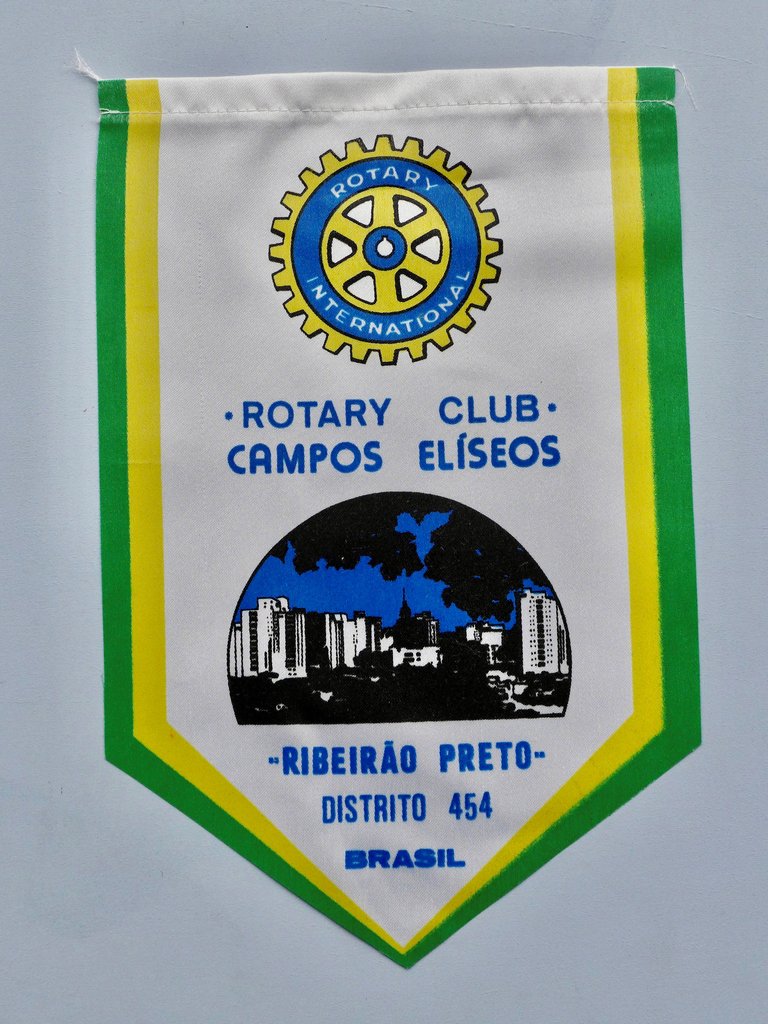 ROTARY
INTERNATIONAL
·ROTARY CLUB·
CAMPOS ELÍSEOS
-RIBEIRÃO PRETO-
DISTRITO 454
BRASIL